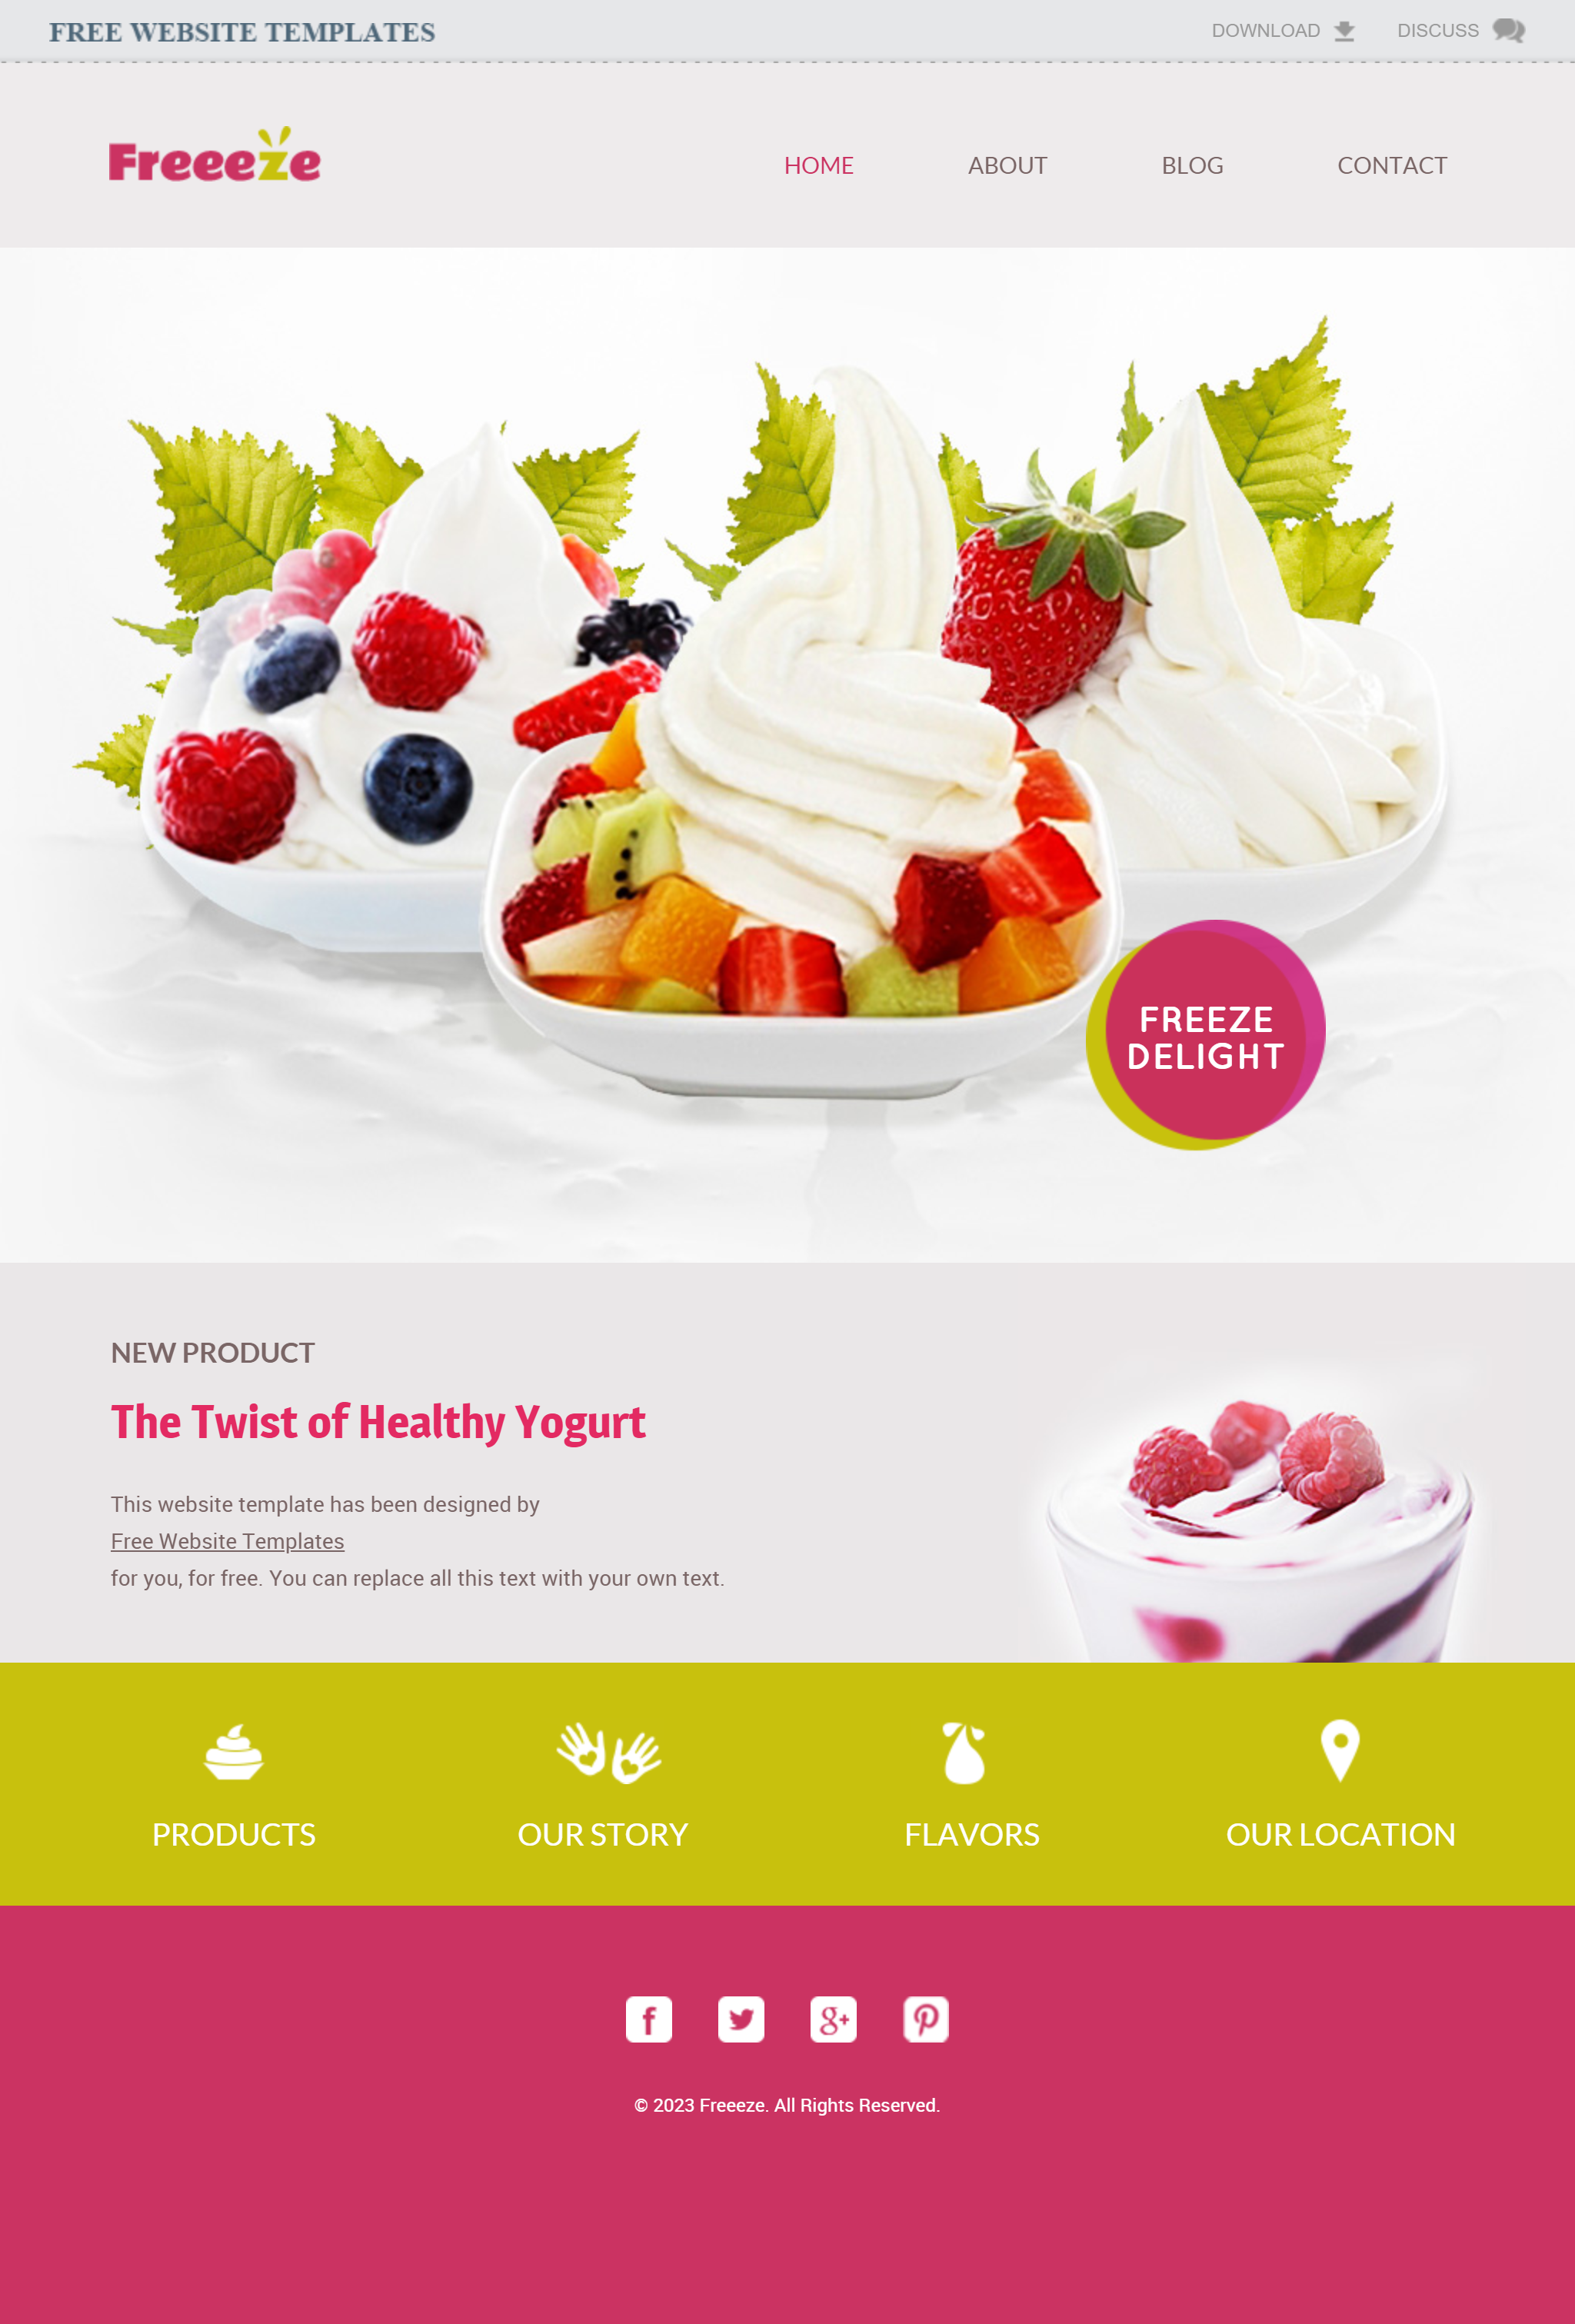 FREE WEBSITE TEMPLATES
DOWNLOAD
DISCUSS
Freeeze
HOME
ABOUT
BLOG
CONTACT
FREEZE
DELIGHT
NEW PRODUCT
The Twist of Healthy Yogurt
This website template has been designed by
Free Website Templates
for you, for free. You can replace all this text with your own text.
PRODUCTS
OUR STORY
FLAVORS
OUR LOCATION
f
g+
© 2023 Freeeze. All Rights Reserved.